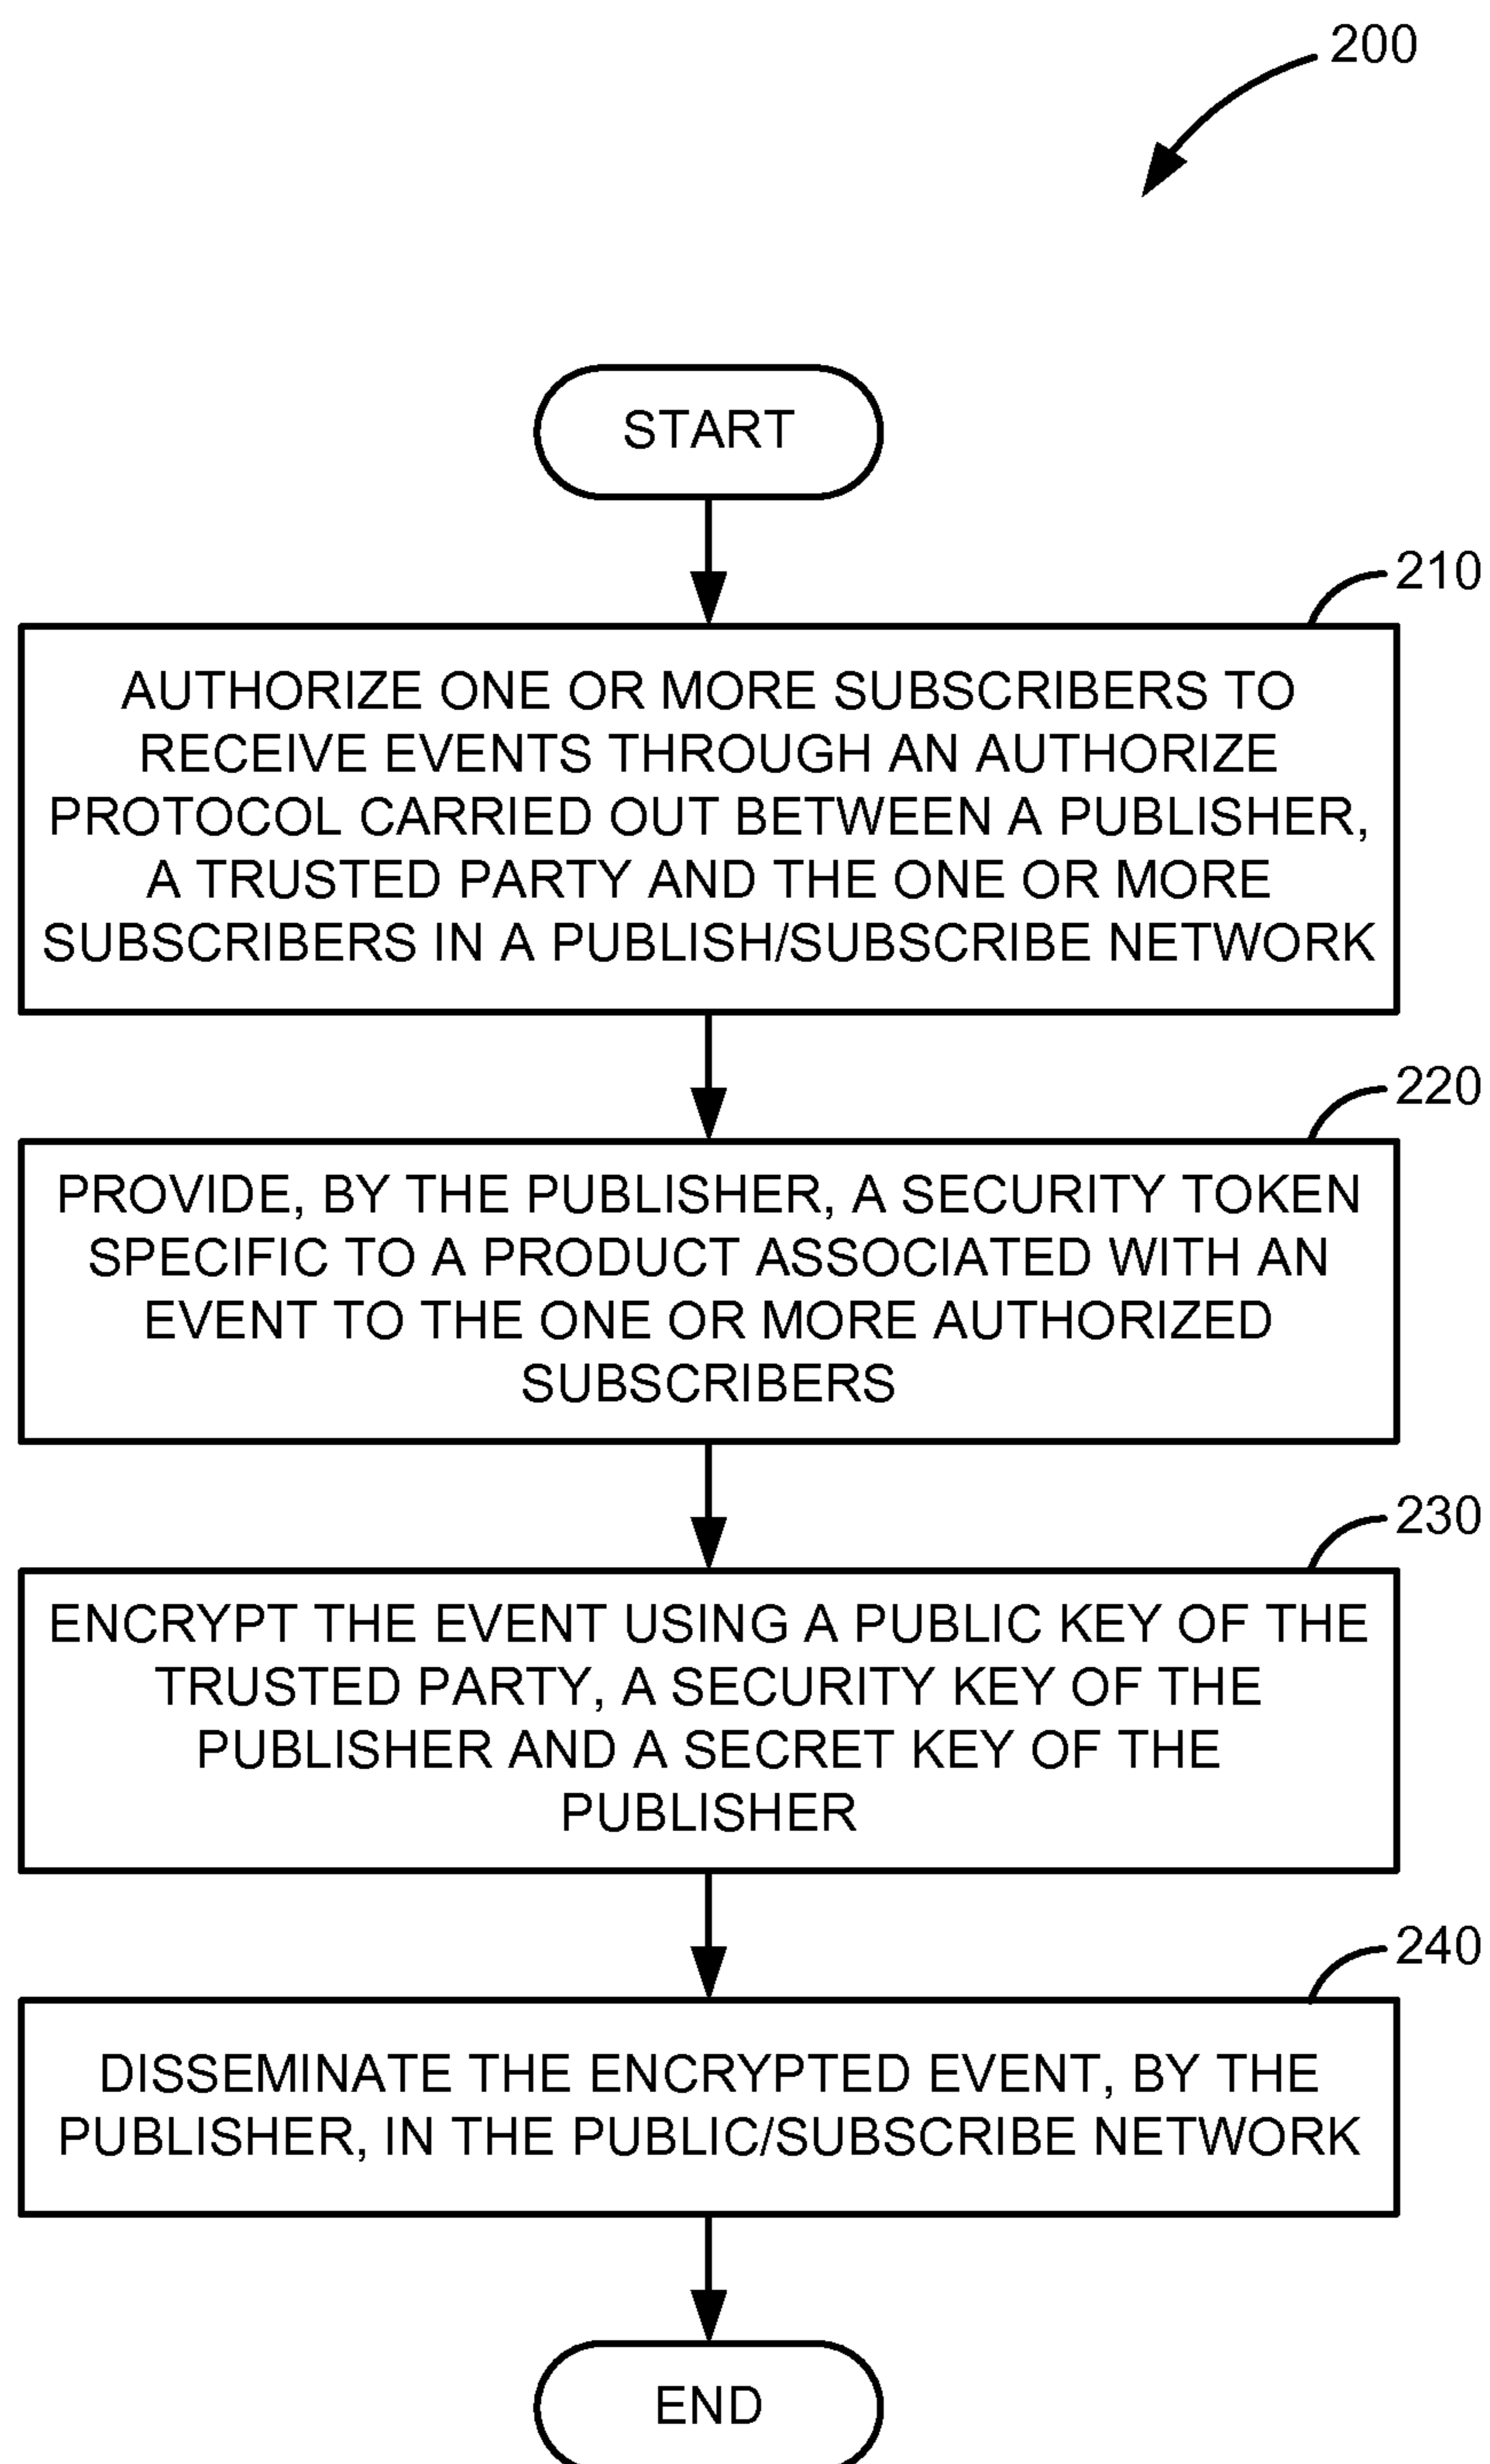 200
START
210
AUTHORIZE ONE OR MORE SUBSCRIBERS TO
RECEIVE EVENTS THROUGH AN AUTHORIZE
PROTOCOL CARRIED OUT BETWEEN A PUBLISHER,
A TRUSTED PARTY AND THE ONE OR MORE
SUBSCRIBERS IN A PUBLISH/SUBSCRIBE NETWORK
220
PROVIDE, BY THE PUBLISHER, A SECURITY TOKEN
SPECIFIC TO A PRODUCT ASSOCIATED WITH AN
EVENT TO THE ONE OR MORE AUTHORIZED
SUBSCRIBERS
230
ENCRYPT THE EVENT USING A PUBLIC KEY OF THE
TRUSTED PARTY, A SECURITY KEY OF THE
PUBLISHER AND A SECRET KEY OF THE
PUBLISHER
240
DISSEMINATE THE ENCRYPTED EVENT, BY THE
PUBLISHER, IN THE PUBLIC/SUBSCRIBE NETWORK
END